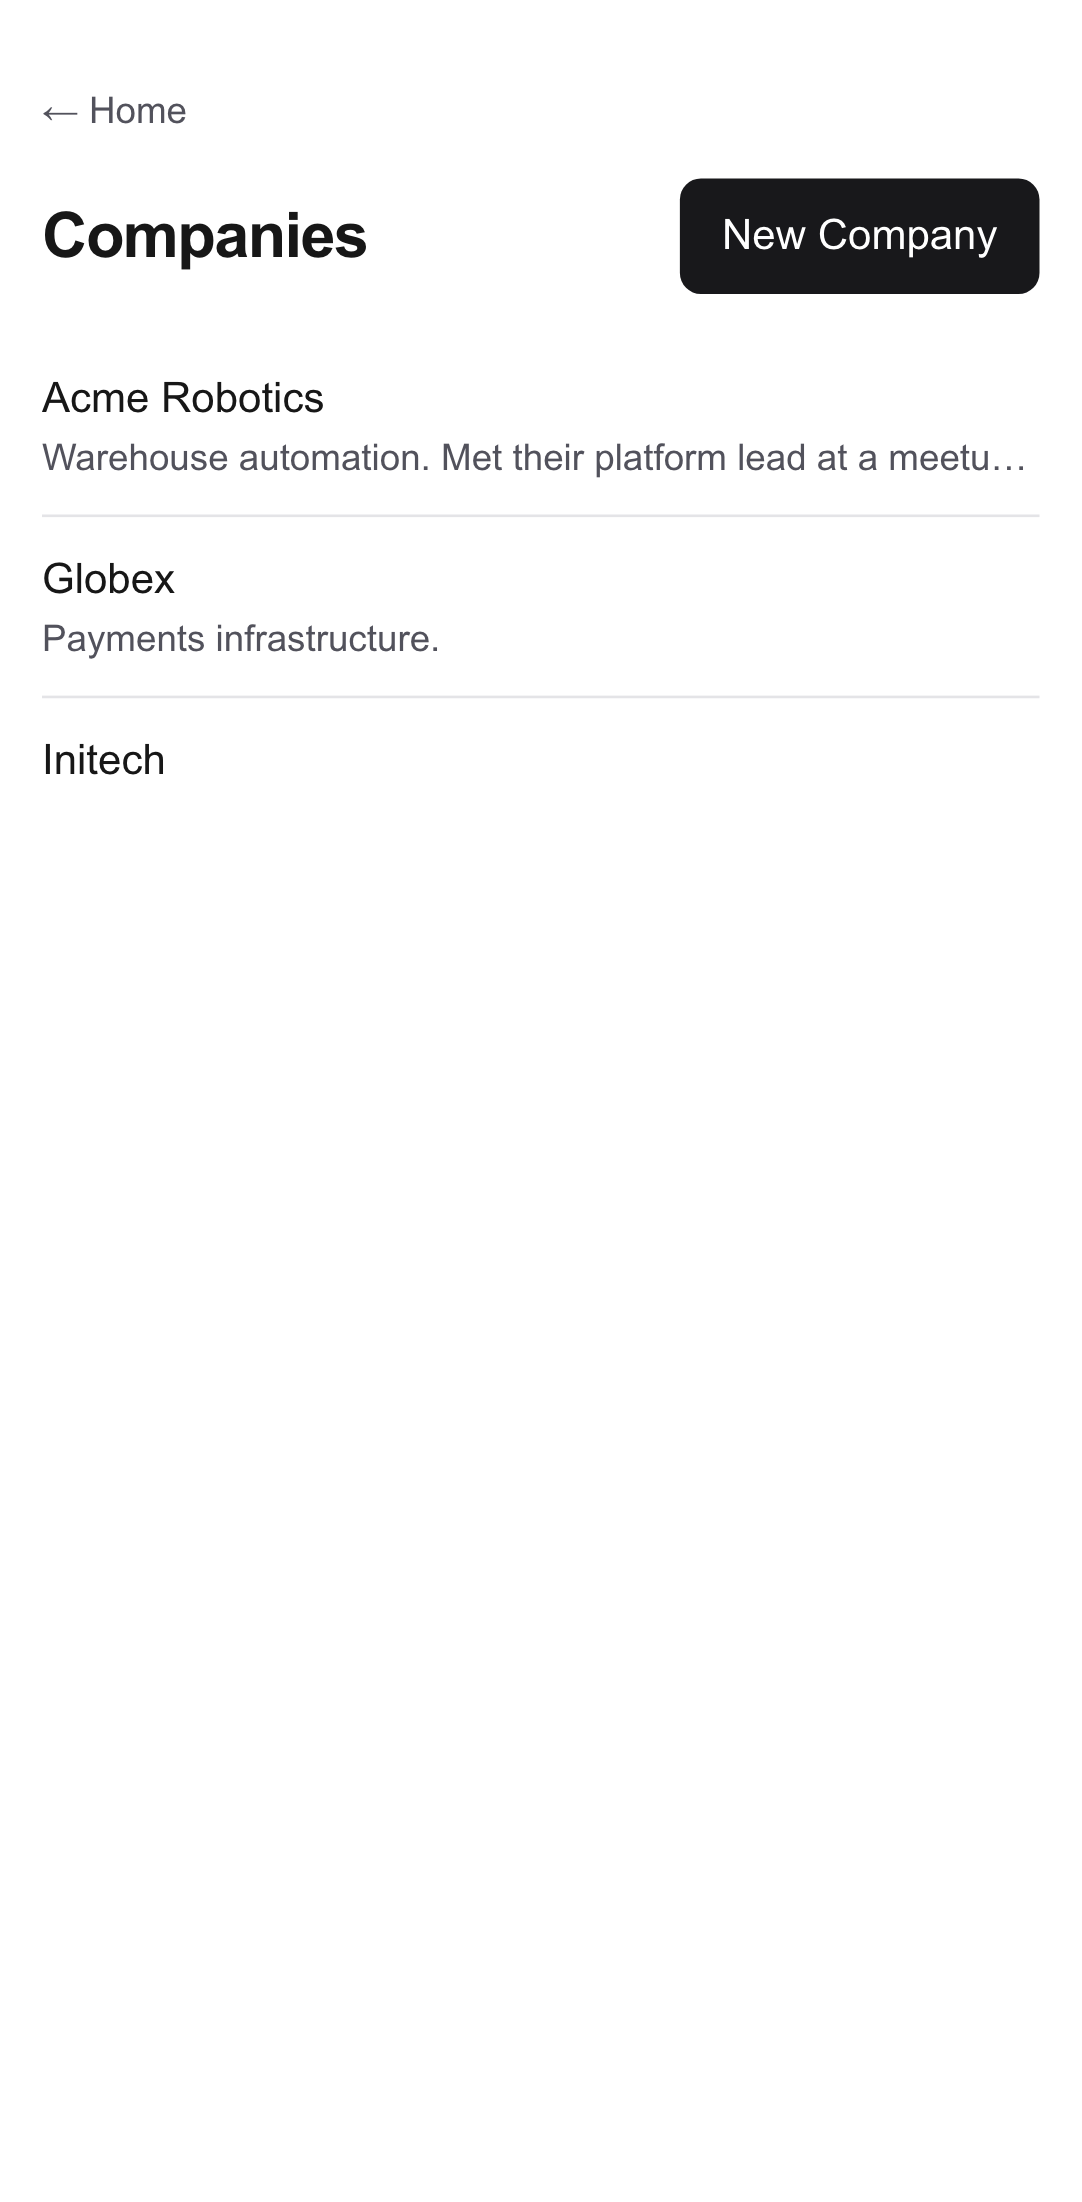 ← Home
Companies
New Company
Acme Robotics
Warehouse automation. Met their platform lead at a meetu…
Globex
Payments infrastructure.
Initech